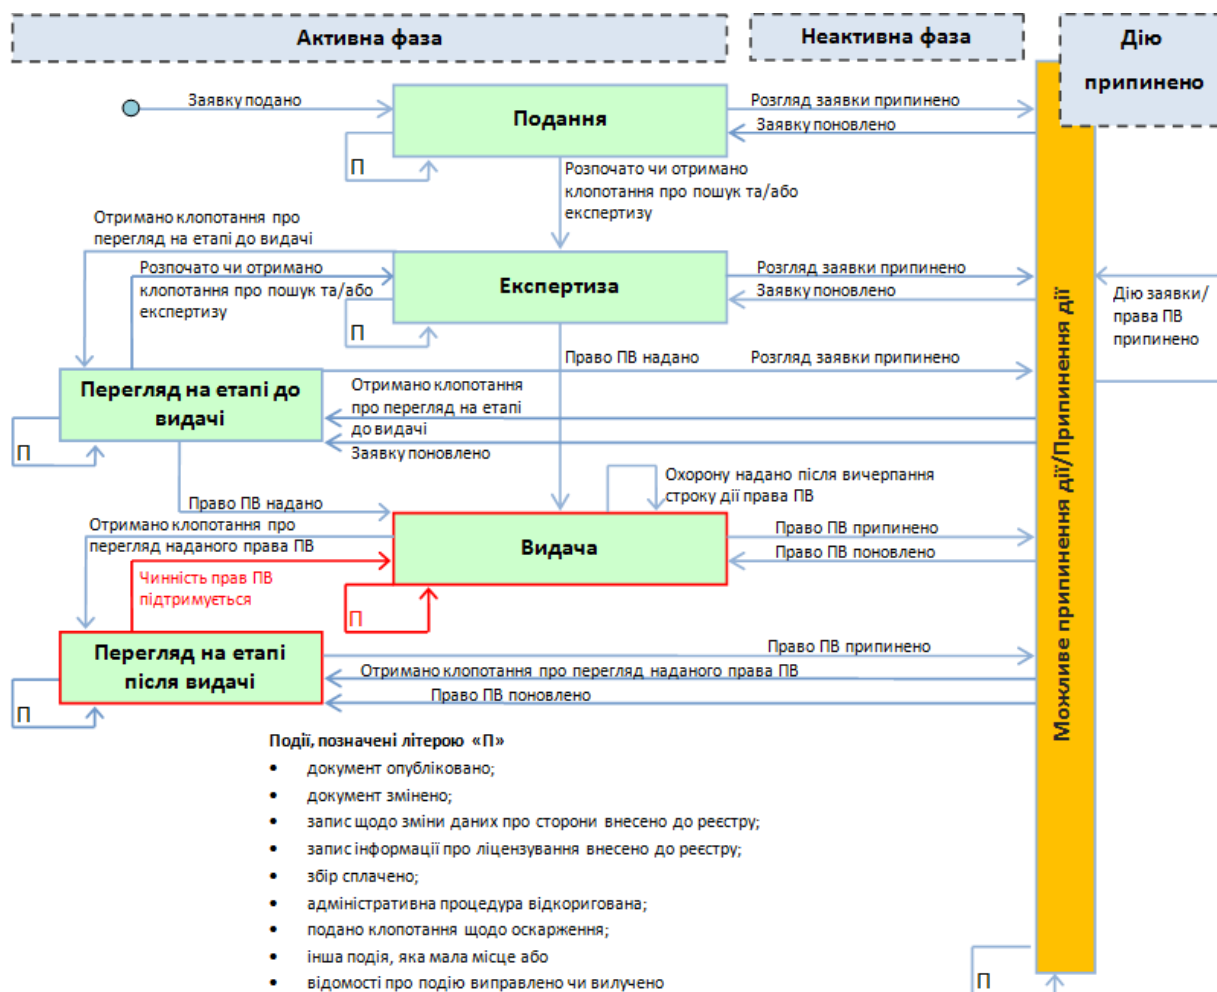 Активна фаза
Неактивна фаза
Дію
припинено
Заявку подано
Подання
Розгляд заявки припинено
Заявку поновлено
П
Розпочато чи отримано
клопотання про пошук та/або
експертизу
Отримано клопотання про
перегляд на етапі до видачі
Розпочато чи отримано
клопотання про пошук та/або
експертизу
Експертиза
Розгляд заявки припинено
Заявку поновлено
П
Дію заявки/
права ПВ
припинено
Право ПВ надано
Розгляд заявки припинено
Перегляд на етапі до
видачі
Отримано клопотання
про перегляд на етапі
до видачі
Заявку поновлено
П
Охорону надано після вичерпання
строку дії права ПВ
Право ПВ надано
Отримано клопотання про
перегляд наданого права ПВ
Видача
Право ПВ припинено
Право ПВ поновлено
Чинність прав ПВ
підтримується
П
Перегляд на етапі
після видачі
Право ПВ припинено
Отримано клопотання про перегляд наданого права ПВ
Право ПВ поновлено
П
Можливе припинення дії/Припинення дії
Події, позначені літерою «П»
• документ опубліковано;
• документ змінено;
• запис щодо зміни даних про сторони внесено до реєстру;
• запис інформації про ліцензування внесено до реєстру;
• збір сплачено;
• адміністративна процедура відкоригована;
• подано клопотання щодо оскарження;
• інша подія, яка мала місце або
• відомості про подію виправлено чи вилучено
П